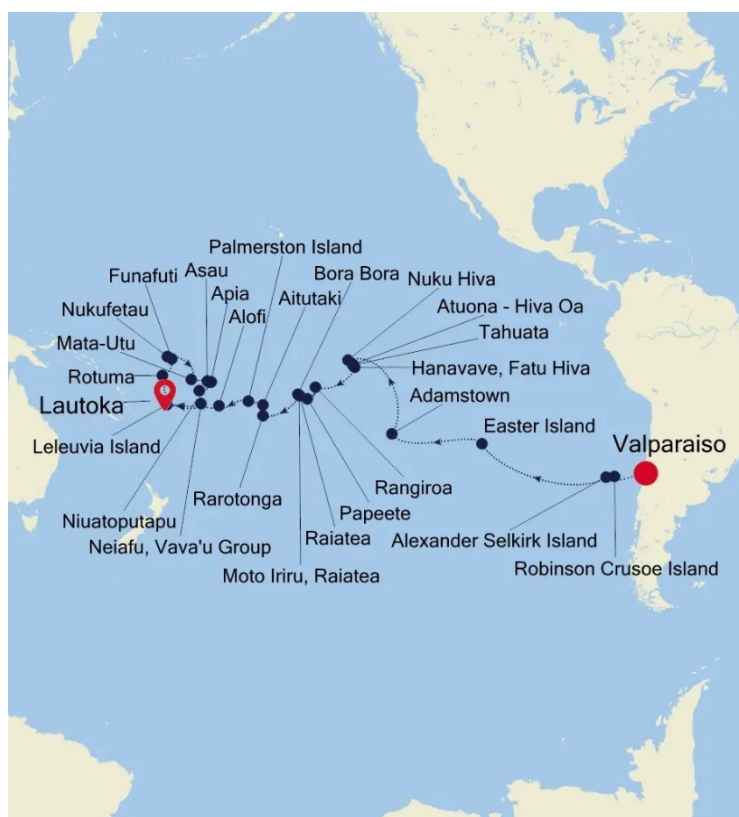 Palmerston Island
Funafuti
Asau
Bora Bora
Nuku Hiva
Apia
Aitutaki
Nukufetau
Alofi
Atuona - Hiva Oa
Tahuata
Mata-Utu
Hanavave, Fatu Hiva
Rotuma
Adamstown
Lautoka
Easter Island
Leleuvia Island
Valparaiso
Rangiroa
Rarotonga
Papeete
Niuatoputapu
Raiatea
Alexander Selkirk Island
Neiafu, Vava'u Group
Robinson Crusoe Island
Moto Iriru, Raiatea